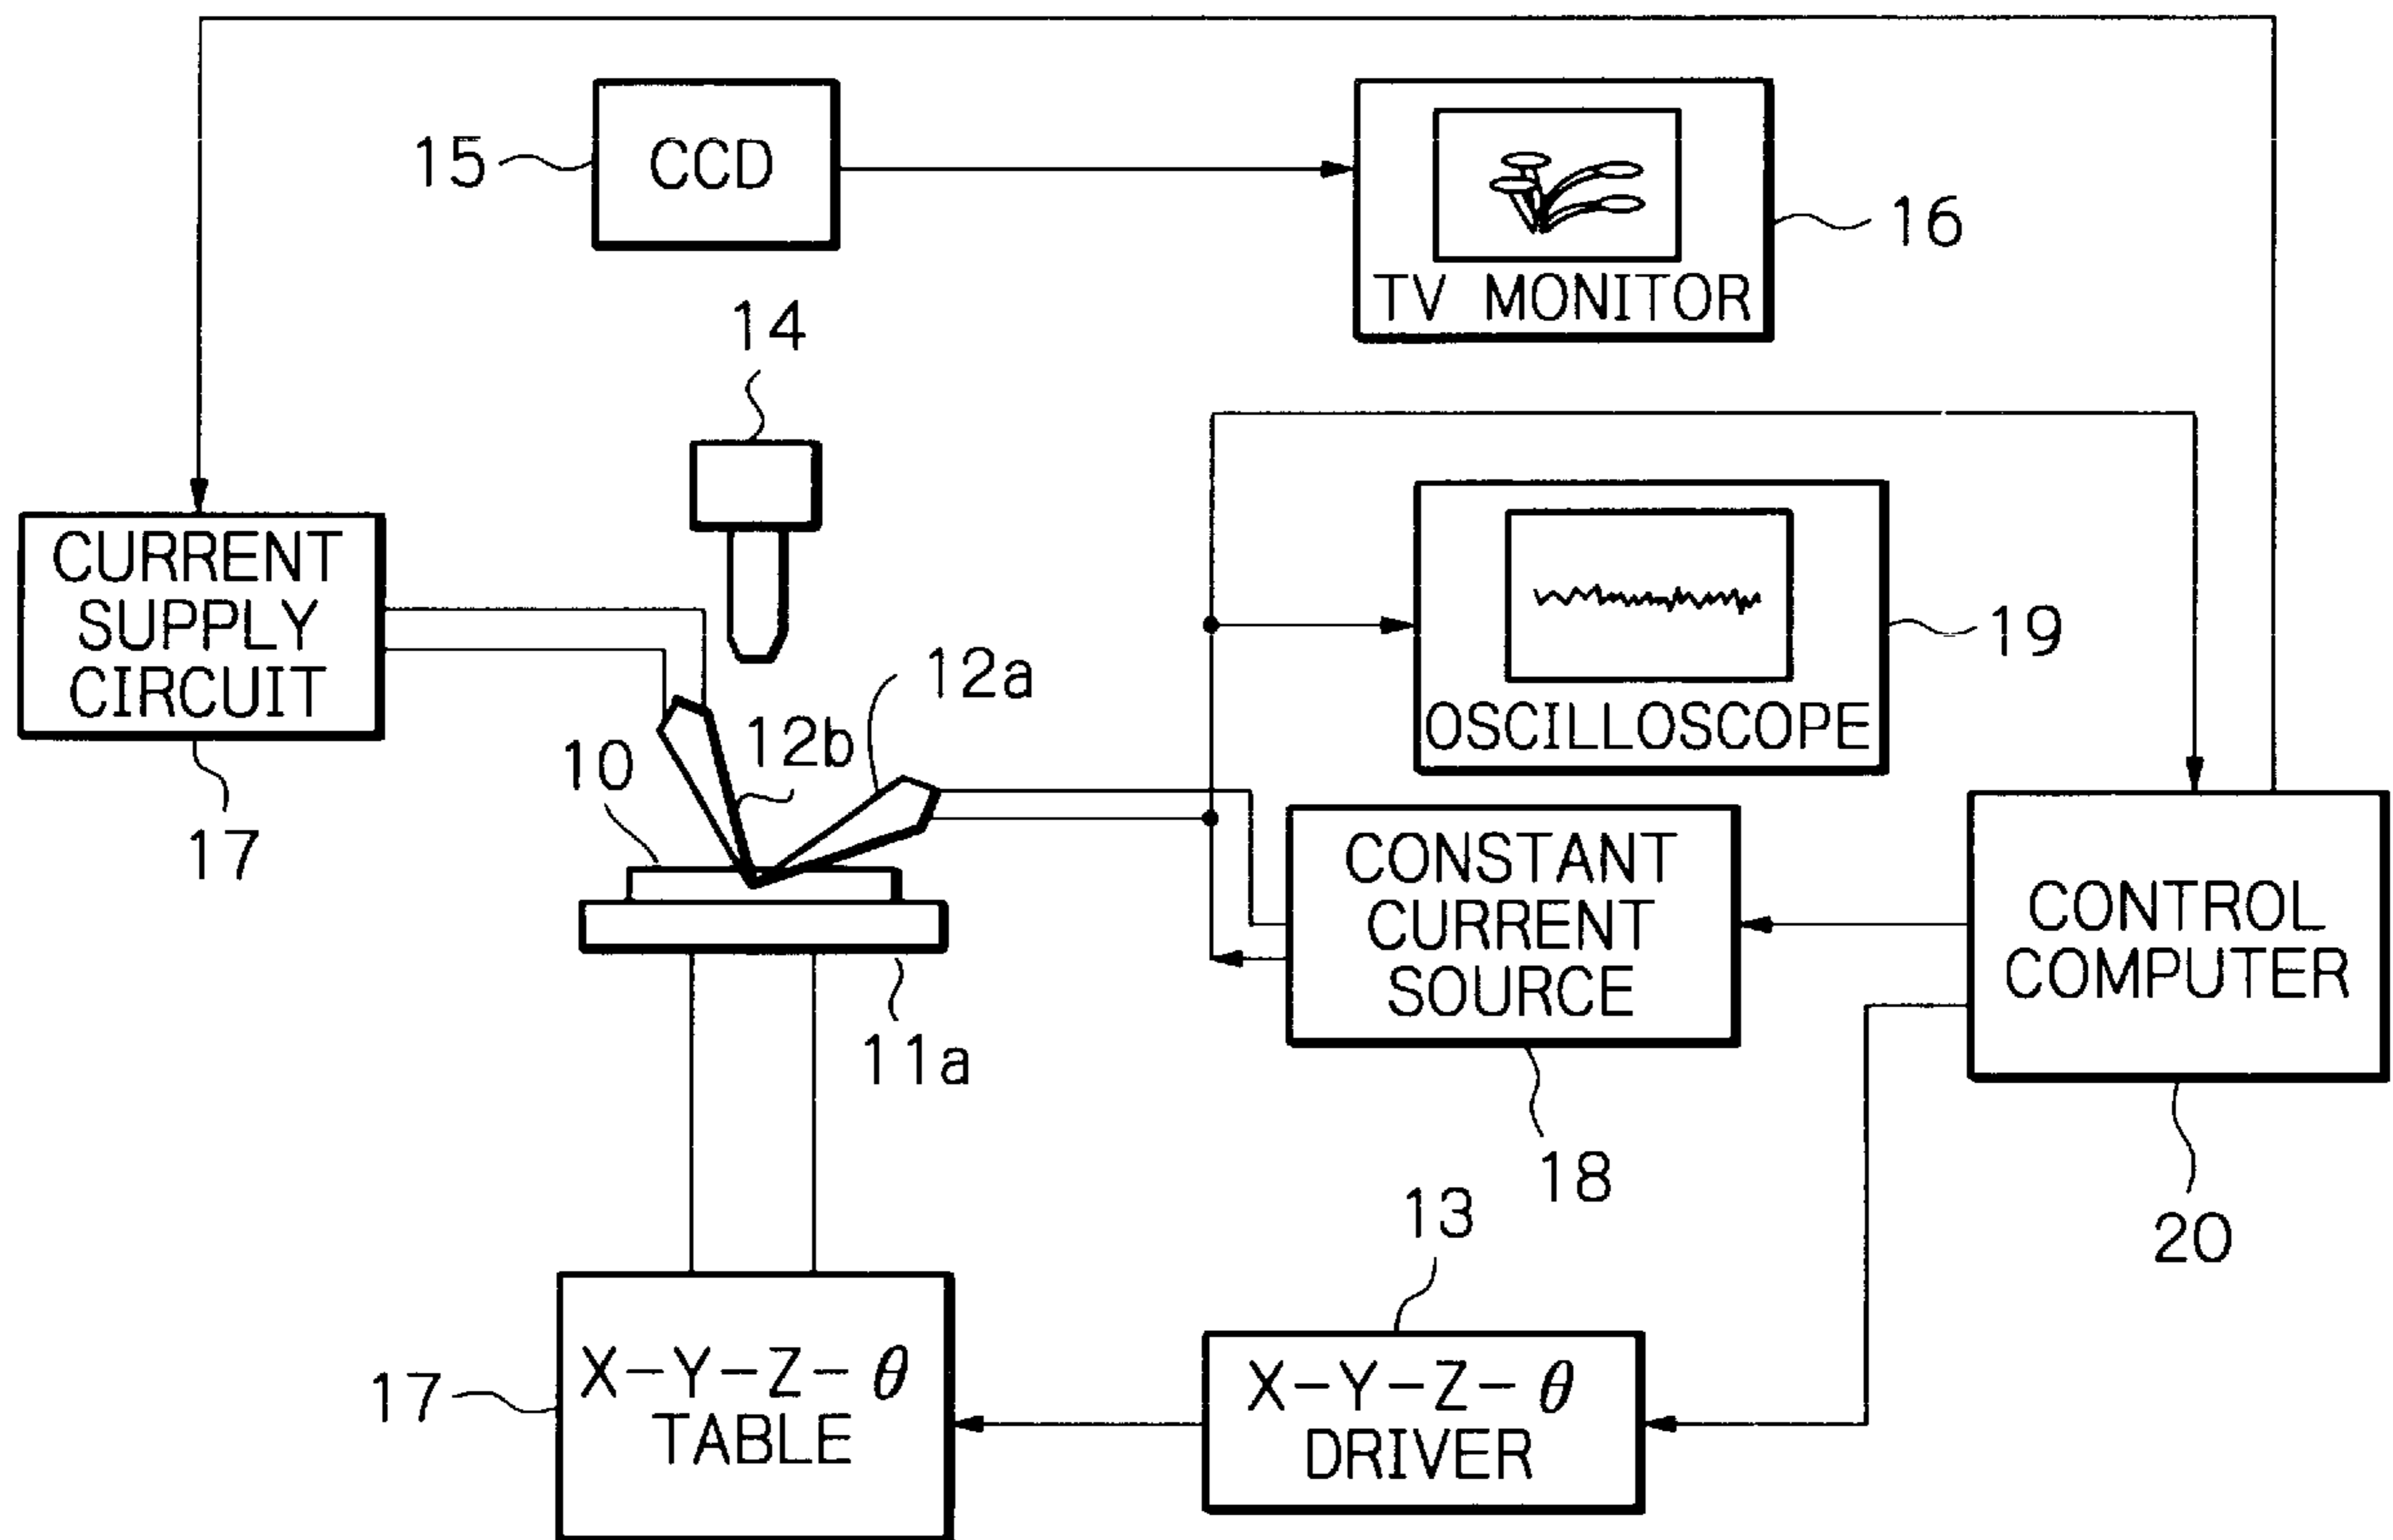 CCD
15
TV MONITOR
16
14
CURRENT
SUPPLY
CIRCUIT
17
12a
12b
10
OSCILLOSCOPE
19
11a
CONSTANT
CURRENT
SOURCE
18
CONTROL
COMPUTER
20
13
X-Y-Z-θ
TABLE
17
X-Y-Z-θ
DRIVER